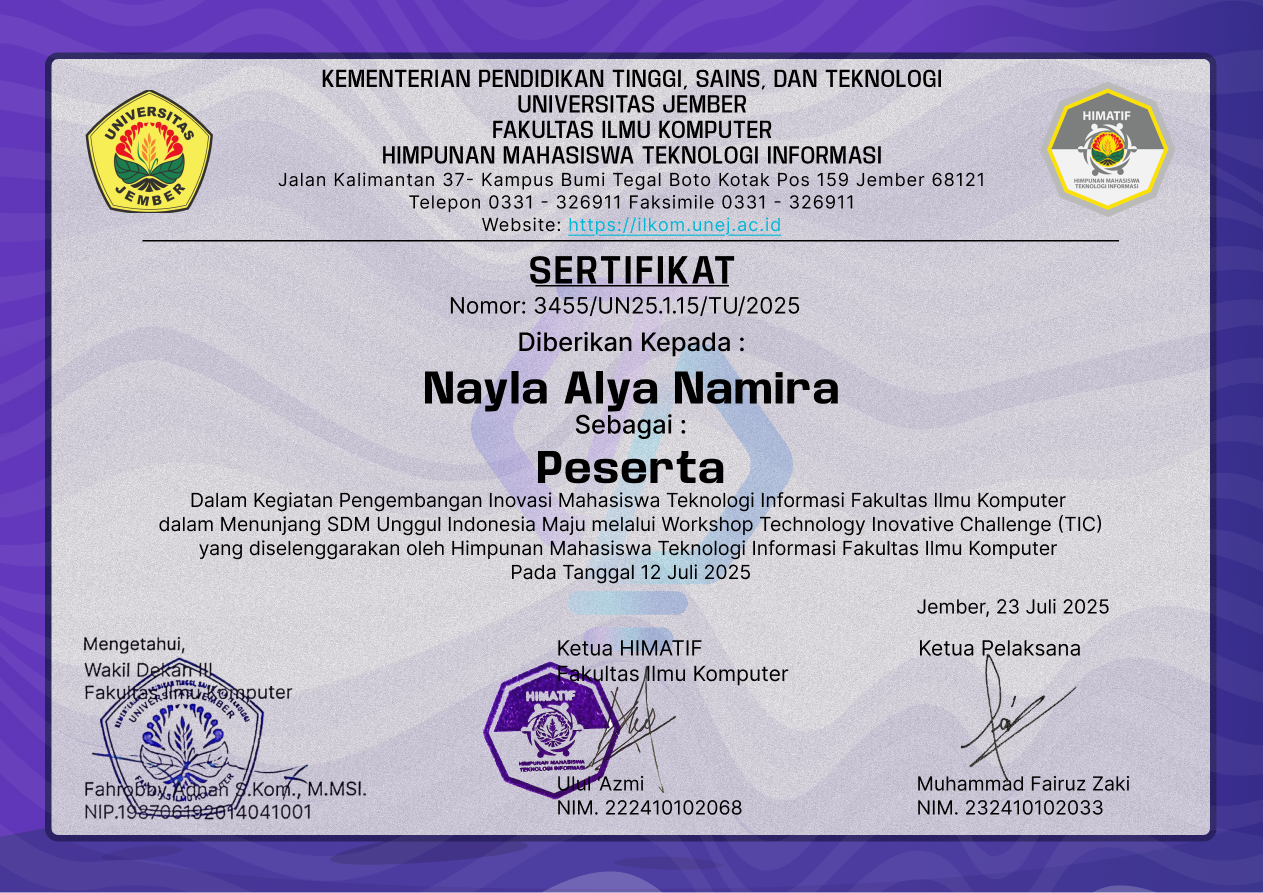 KEMENTERIAN PENDIDIKAN TINGGI, SAINS, DAN TEKNOLOGI
UNIVERSITAS JEMBER
FAKULTAS ILMU KOMPUTER
HIMPUNAN MAHASISWA TEKNOLOGI INFORMASI
Jalan Kalimantan 37- Kampus Bumi Tegal Boto Kotak Pos 159 Jember 68121
Telepon 0331 - 326911 Faksimile 0331 - 326911
Website: https://ilkom.unej.ac.id
UNIVERSITAS
JEMBER
HIMATIF
HIMPUNAN MAHASISWA
TEKNOLOGI INFORMASI
SERTIFIKAT
Nomor: 3455/UN25.1.15/TU/2025
Diberikan Kepada :
Nayla Alya Namira
Sebagai :
Peserta
Dalam Kegiatan Pengembangan Inovasi Mahasiswa Teknologi Informasi Fakultas Ilmu Komputer
dalam Menunjang SDM Unggul Indonesia Maju melalui Workshop Technology Inovative Challenge (TIC)
yang diselenggarakan oleh Himpunan Mahasiswa Teknologi Informasi Fakultas Ilmu Komputer
Pada Tanggal 12 Juli 2025
Jember, 23 Juli 2025
Mengetahui,
Wakil Dekan III
Fakultas Ilmu Komputer
UNIVERSITAS JEMBER
FAKULTAS ILMU KOMPUTER
Fahrobby Adnan S.Kom., M.MSI.
NIP.198706192014041001
Ketua HIMATIF
Fakultas Ilmu Komputer
HIMATIF
HIMPUNAN MAHASISWA
TEKNOLOGI INFORMASI
Ulul Azmi
NIM. 222410102068
Ketua Pelaksana
Muhammad Fairuz Zaki
NIM. 232410102033